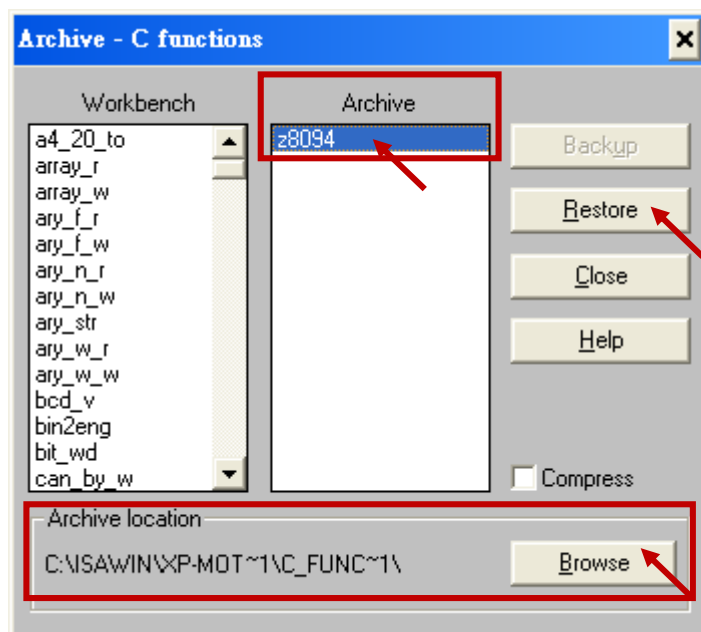 Archive - C functions
Workbench
Archive
a4_20_to
array_r
array_w
ary_f_r
ary_f_w
ary_n_r
ary_n_w
ary_str
ary_w_r
ary_w_w
bcd_v
bin2eng
bit_wd
can_by_w
z8094
Backup
Restore
Close
Help
Compress
Archive location
C:\ISAWIN\XP-MOT~1\C_FUNC~1\
Browse